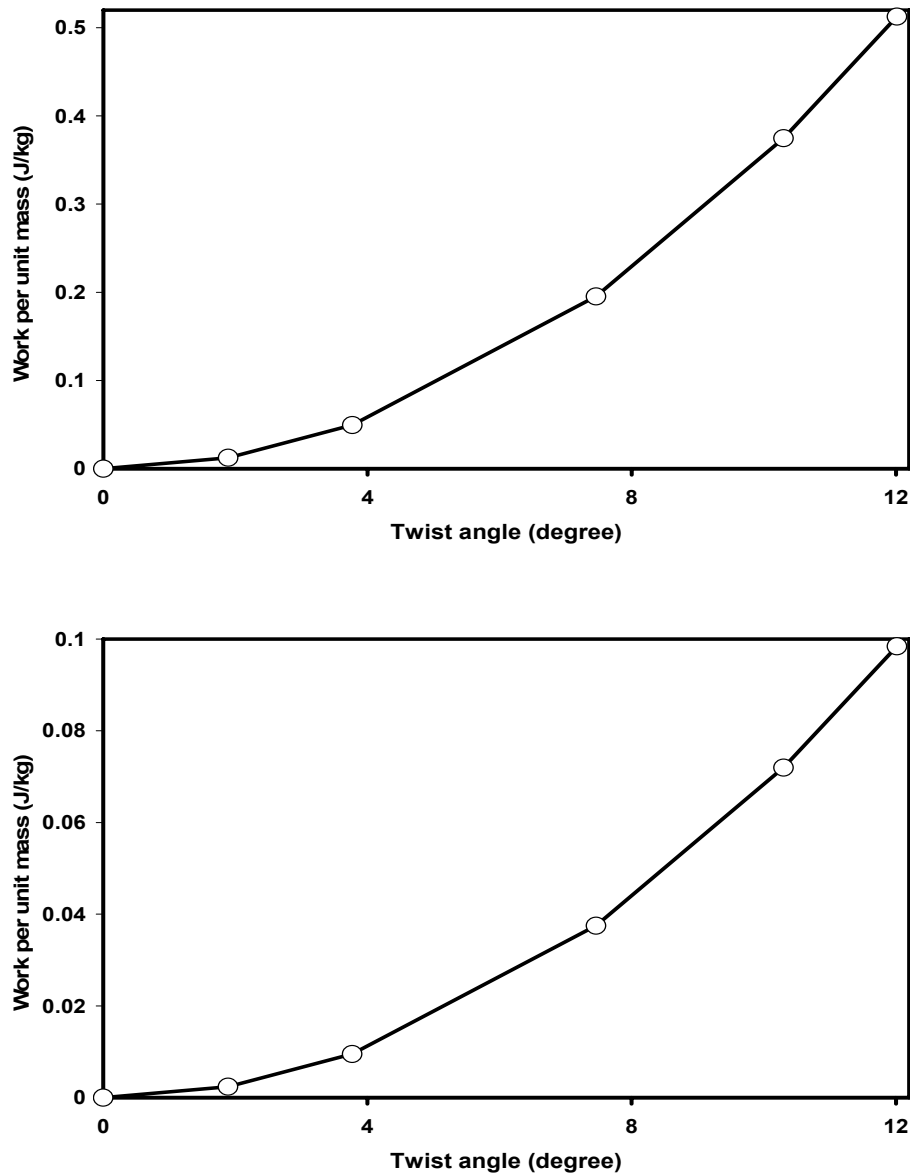 0.5
0.4
0.3
0.2
0.1
0
Work per unit mass (J/kg)
0 4 8 12
Twist angle (degree)
0.1
0.08
0.06
0.04
0.02
0
Work per unit mass (J/kg)
0 4 8 12
Twist angle (degree)